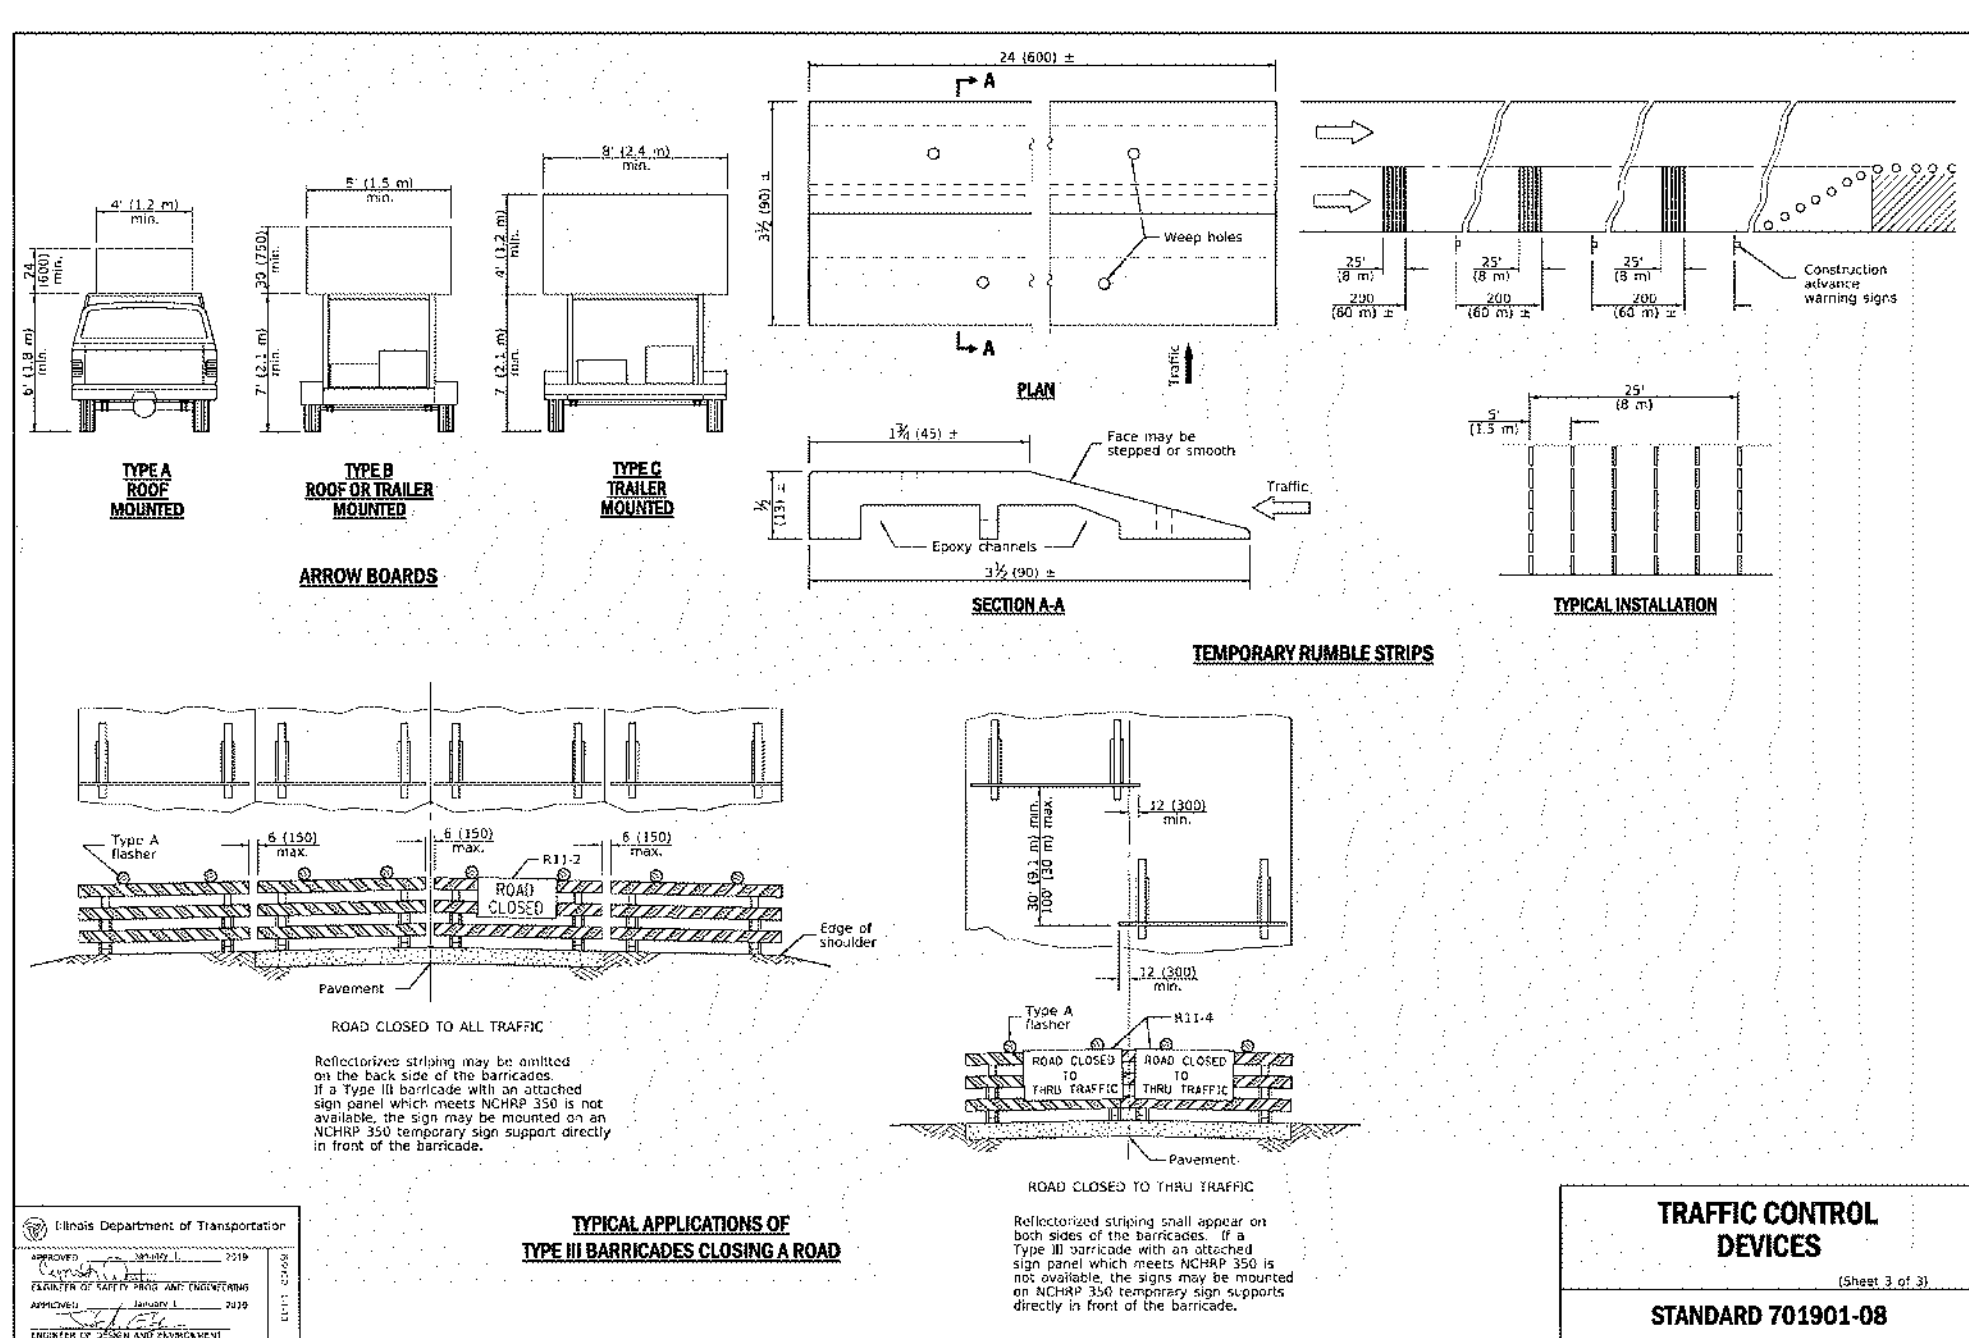 24 (600) ±
A
A
3½ (90) ±
Weep holes
Traffic
PLAN
4' (1.2 m)
min.
24
(600)
min.
6' (1.8 m)
min.
TYPE A
ROOF
MOUNTED
5' (1.5 m)
min.
30 (750)
min.
7' (2.1 m)
min.
TYPE B
ROOF OR TRAILER
MOUNTED
8' (2.4 m)
min.
4' (1.2 m)
min.
7' (2.1 m)
min.
TYPE C
TRAILER
MOUNTED
ARROW BOARDS
1¾ (45) ±
Face may be
stepped or smooth
½
(13) ±
Traffic
Epoxy channels
3½ (90) ±
SECTION A-A
25'
(8 m)
200
(60 m) ±
25'
(8 m)
200
(60 m) ±
25'
(8 m)
200
(60 m) ±
Construction
advance
warning signs
25'
(8 m)
5'
(1.5 m)
TYPICAL INSTALLATION
TEMPORARY RUMBLE STRIPS
Type A
flasher
6 (150)
max.
6 (150)
max.
6 (150)
max.
R11-2
ROAD
CLOSED
Edge of
shoulder
Pavement
ROAD CLOSED TO ALL TRAFFIC
Reflectorized striping may be omitted
on the back side of the barricades.
If a Type III barricade with an attached
sign panel which meets NCHRP 350 is not
available, the sign may be mounted on an
NCHRP 350 temporary sign support directly
in front of the barricade.
12 (300)
min.
30' (9.1 m) min.
100' (30 m) max.
12 (300)
min.
Type A
flasher
R11-4
ROAD CLOSED
TO
THRU TRAFFIC
ROAD CLOSED
TO
THRU TRAFFIC
Pavement
ROAD CLOSED TO THRU TRAFFIC
Reflectorized striping shall appear on
both sides of the barricades. If a
Type III barricade with an attached
sign panel which meets NCHRP 350 is
not available, the signs may be mounted
on NCHRP 350 temporary sign supports
directly in front of the barricade.
TYPICAL APPLICATIONS OF
TYPE III BARRICADES CLOSING A ROAD
Illinois Department of Transportation
APPROVED January 1, 2019
ENGINEER OF SAFETY PROG. AND ENGINEERING
APPROVED January 1, 2019
ENGINEER OF DESIGN AND ENVIRONMENT
TRAFFIC CONTROL
DEVICES
(Sheet 3 of 3)
STANDARD 701901-08